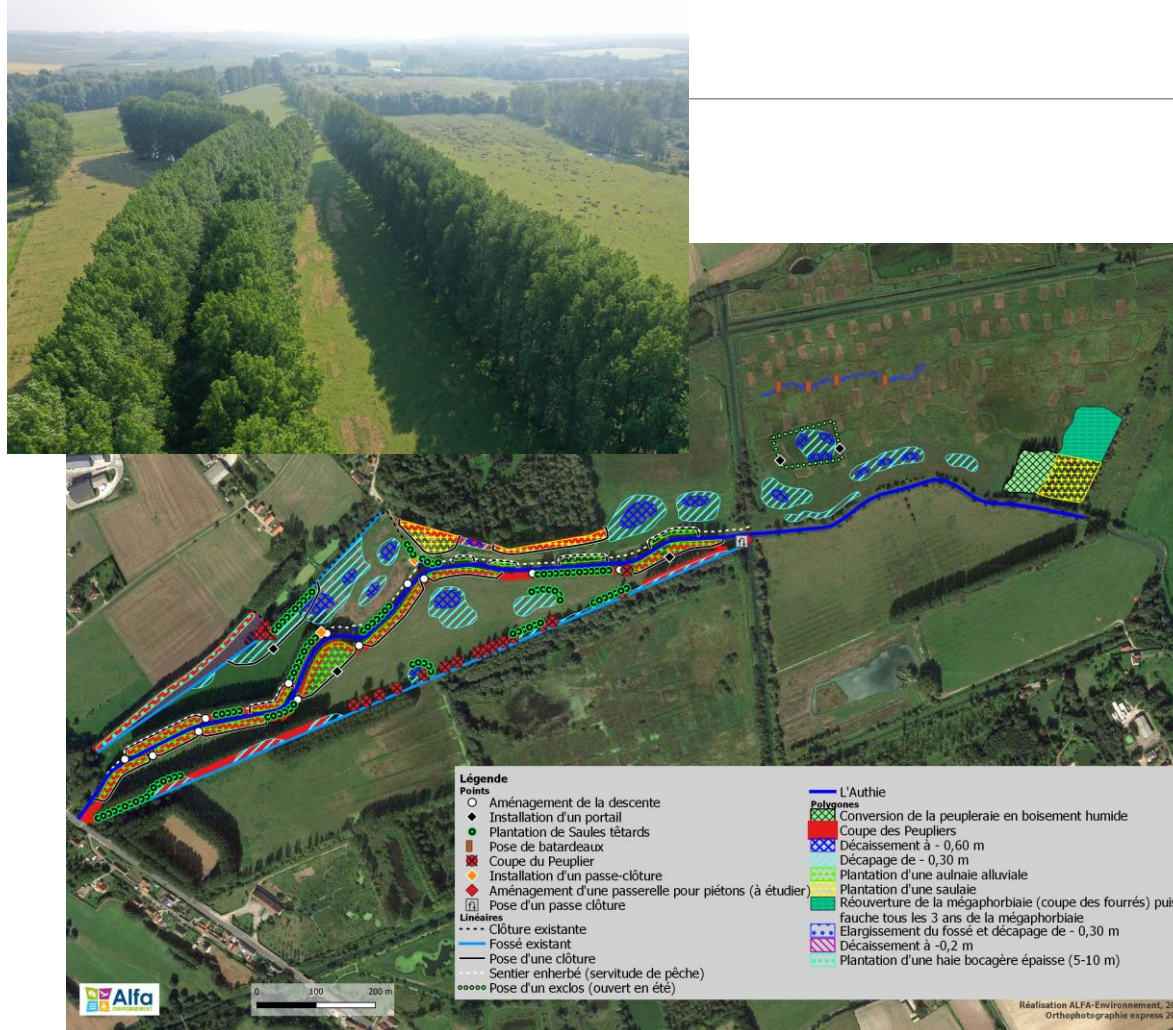 Légende
Points
Aménagement de la descente
Installation d'un portail
Plantation de Saules têtards
Pose de batardeaux
Coupe du Peuplier
Installation d'un passe-clôture
Aménagement d'une passerelle pour piétons (à étudier)
Pose d'un passe clôture
Linéaires
Clôture existante
Fossé existant
Pose d'une clôture
Sentier enherbé (servitude de pêche)
Pose d'un exclos (ouvert en été)
L'Authie
Polygones
Conversion de la peupleraie en boisement humide
Coupe des Peupliers
Décaissement à - 0,60 m
Décapage de - 0,30 m
Plantation d'une aulnaie alluviale
Plantation d'une saulaie
Réouverture de la mégaphorbiaie (coupe des fourrés) puis
fauche tous les 3 ans de la mégaphorbiaie
Elargissement du fossé et décapage de - 0,30 m
Décaissement à -0,2 m
Plantation d'une haie bocagère épaisse (5-10 m)
Alfa
ENVIRONNEMENT
0 100 200 m
Réalisation ALFA-Environnement, 20
Orthophotographie express 2